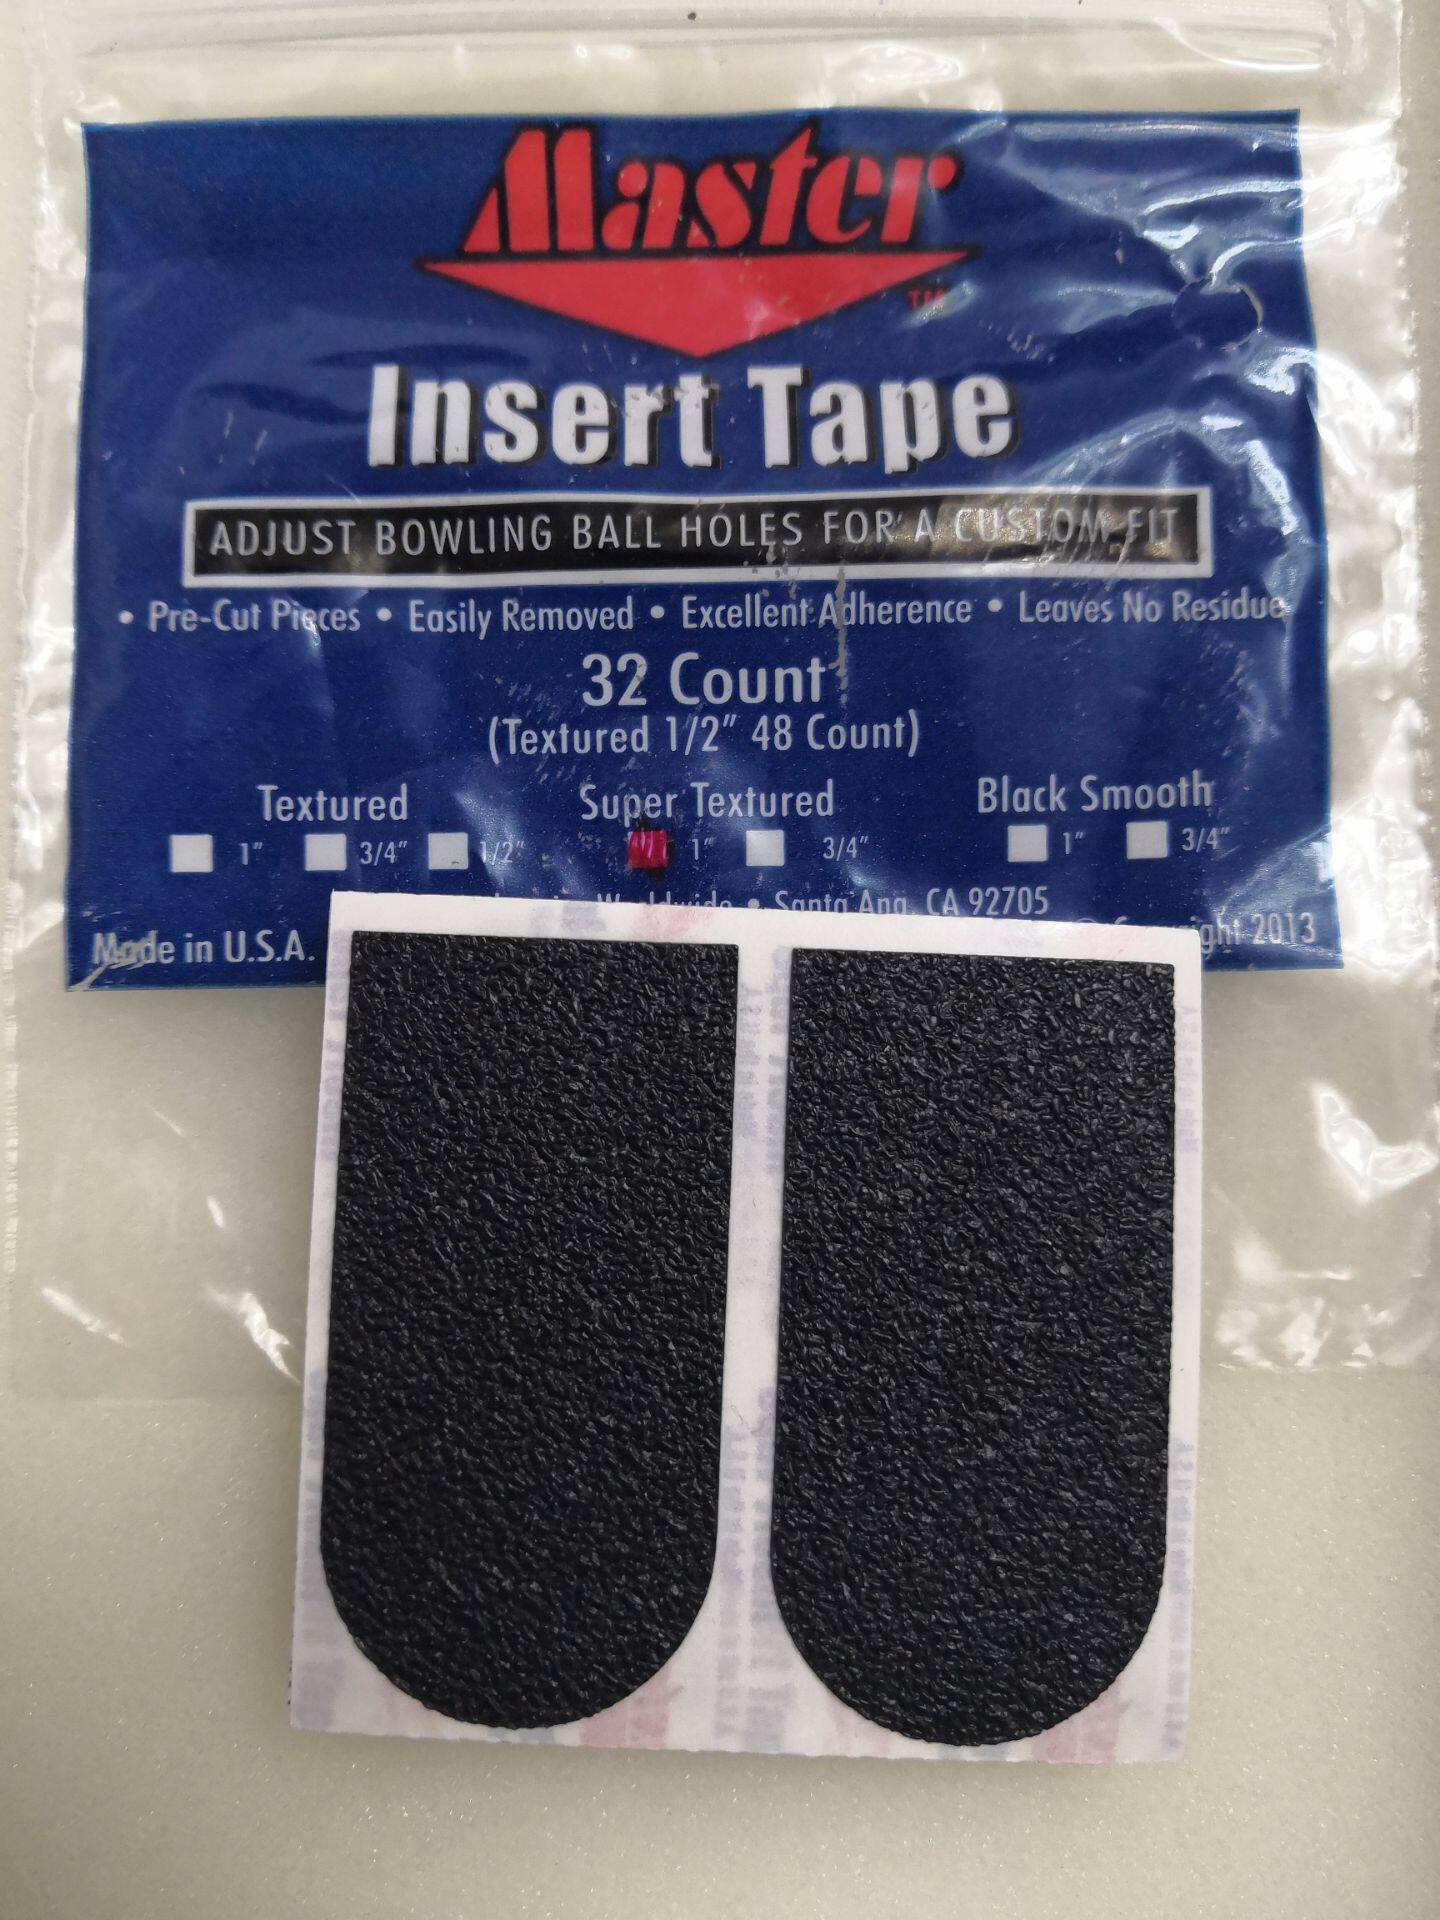 Master
TM
Insert Tape
ADJUST BOWLING BALL HOLES FOR A CUSTOM FIT
• Pre-Cut Pieces • Easily Removed • Excellent Adherence • Leaves No Residue
32 Count
(Textured 1/2" 48 Count)
Textured Super Textured Black Smooth
1" 3/4" 1/2" 1" 3/4" 1" 3/4"
Worldwide • Santa Ana, CA 92705
Made in U.S.A. © Copyright 2013